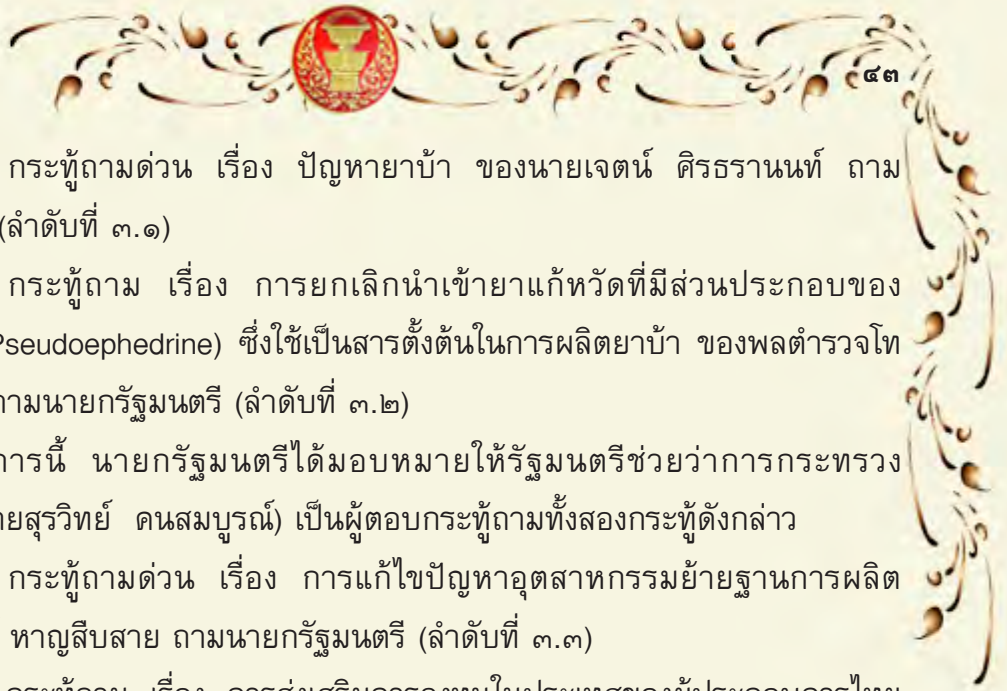 ๔๓
กระทู้ถามด่วน เรื่อง ปัญหายาบ้า ของนายเจตน์ ศิรธรานนท์ ถาม
(ลำดับที่ ๓.๑)
กระทู้ถาม เรื่อง การยกเลิกนำเข้ายาแก้หวัดที่มีส่วนประกอบของ
Pseudoephedrine) ซึ่งใช้เป็นสารตั้งต้นในการผลิตยาบ้า ของพลตำรวจโท
ถามนายกรัฐมนตรี (ลำดับที่ ๓.๒)
การนี้ นายกรัฐมนตรีได้มอบหมายให้รัฐมนตรีช่วยว่าการกระทรวง
ายสุรวิทย์ คนสมบูรณ์) เป็นผู้ตอบกระทู้ถามทั้งสองกระทู้ดังกล่าว
กระทู้ถามด่วน เรื่อง การแก้ไขปัญหาอุตสาหกรรมย้ายฐานการผลิต
หาญสืบสาย ถามนายกรัฐมนตรี (ลำดับที่ ๓.๓)